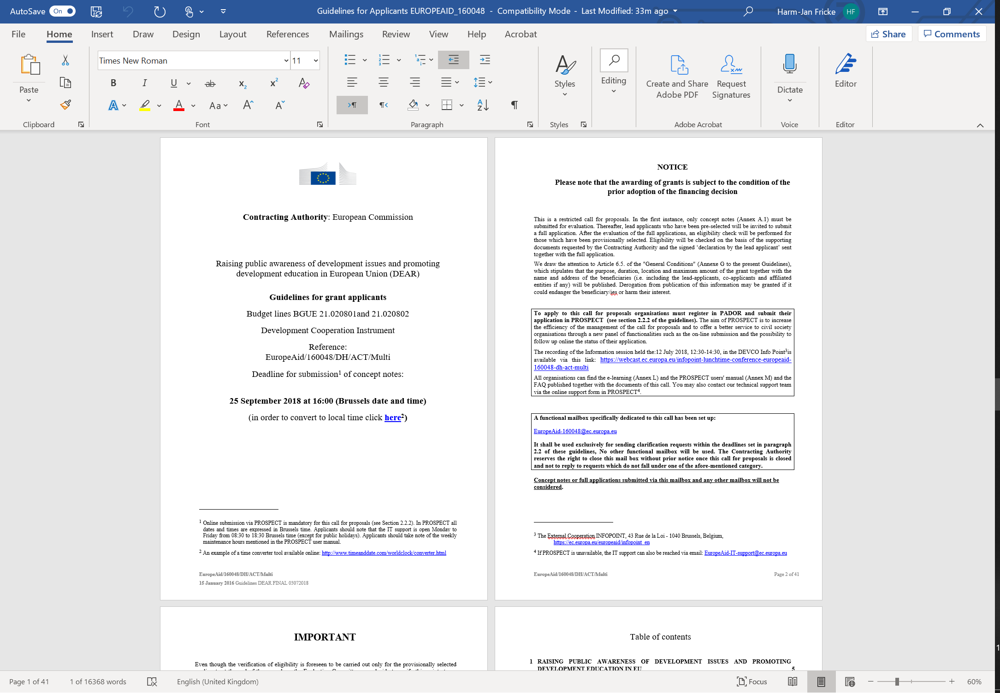 AutoSave On
Guidelines for Applicants EUROPEAID_160048 - Compatibility Mode - Last Modified: 33m ago
Harm-Jan Fricke HF
File Home Insert Draw Design Layout References Mailings Review View Help Acrobat
Share Comments
Times New Roman 11
Paste
Styles
Editing
Create and Share
Adobe PDF
Request
Signatures
Dictate
Editor
Clipboard Font Paragraph Styles Adobe Acrobat Voice Editor
Contracting Authority: European Commission
Raising public awareness of development issues and promoting
development education in European Union (DEAR)
Guidelines for grant applicants
Budget lines BGUE 21.020801and 21.020802
Development Cooperation Instrument
Reference:
EuropeAid/160048/DH/ACT/Multi
Deadline for submission¹ of concept notes:
25 September 2018 at 16:00 (Brussels date and time)
(in order to convert to local time click here²)
¹ Online submission via PROSPECT is mandatory for this call for proposals (see Section 2.2.2). In PROSPECT all
dates and times are expressed in Brussels time. Applicants should note that the IT support is open Monday to
Friday from 08:30 to 18:30 Brussels time (except for public holidays). Applicants should take note of the weekly
maintenance hours mentioned in the PROSPECT user manual.
² An example of a time converter tool available online: http://www.timeanddate.com/worldclock/converter.html
EuropeAid/160048/DH/ACT/Multi
15 January 2016 Guidelines DEAR FINAL 03072018
NOTICE
Please note that the awarding of grants is subject to the condition of the
prior adoption of the financing decision
This is a restricted call for proposals. In the first instance, only concept notes (Annex A.1) must be
submitted for evaluation. Thereafter, lead applicants who have been pre-selected will be invited to submit
a full application. After the evaluation of the full applications, an eligibility check will be performed for
those which have been provisionally selected. Eligibility will be checked on the basis of the supporting
documents requested by the Contracting Authority and the signed ‘declaration by the lead applicant’ sent
together with the full application.
We draw the attention to Article 6.5. of the "General Conditions" (Annexe G to the present Guidelines),
which stipulates that the purpose, duration, location and maximum amount of the grant together with the
name and address of the beneficiaries (i.e. including the lead-applicants, co-applicants and affiliated
entities if any) will be published. Derogation from publication of this information may be granted if it
could endanger the beneficiary/ies or harm their interest.
To apply to this call for proposals organisations must register in PADOR and submit their
application in PROSPECT (see section 2.2.2 of the guidelines). The aim of PROSPECT is to increase
the efficiency of the management of the call for proposals and to offer a better service to civil society
organisations through a new panel of functionalities such as the on-line submission and the possibility to
follow up online the status of their application.
The recording of the Information session held the:12 July 2018, 12:30-14:30, in the DEVCO Info Point³is
available via this link: https://webcast.ec.europa.eu/infopoint-lunchtime-conference-europeaid-
160048-dh-act-multi
All organisations can find the e-learning (Annex L) and the PROSPECT users' manual (Annex M) and the
FAQ published together with the documents of this call. You may also contact our technical support team
via the online support form in PROSPECT⁴.
A functional mailbox specifically dedicated to this call has been set up:
EuropeAid-160048@ec.europa.eu
It shall be used exclusively for sending clarification requests within the deadlines set in paragraph
2.2 of these guidelines, No other functional mailbox will be used. The Contracting Authority
reserves the right to close this mail box without prior notice once this call for proposals is closed
and not to reply to requests which do not fall under one of the afore-mentioned category.
Concept notes or full applications submitted via this mailbox and any other mailbox will not be
considered.
³ The External Cooperation INFOPOINT, 43 Rue de la Loi - 1040 Brussels, Belgium,
https://ec.europa.eu/europeaid/infopoint_en
⁴ If PROSPECT is unavailable, the IT support can also be reached via email: EuropeAid-IT-support@ec.europa.eu
EuropeAid/160048/DH/ACT/Multi Page 2 of 41
IMPORTANT
Even though the verification of eligibility is foreseen to be carried out only for the provisionally selected
Table of contents
1 RAISING PUBLIC AWARENESS OF DEVELOPMENT ISSUES AND PROMOTING
DEVELOPMENT EDUCATION IN EU 5
Page 1 of 41 1 of 16368 words English (United Kingdom) Focus 60%